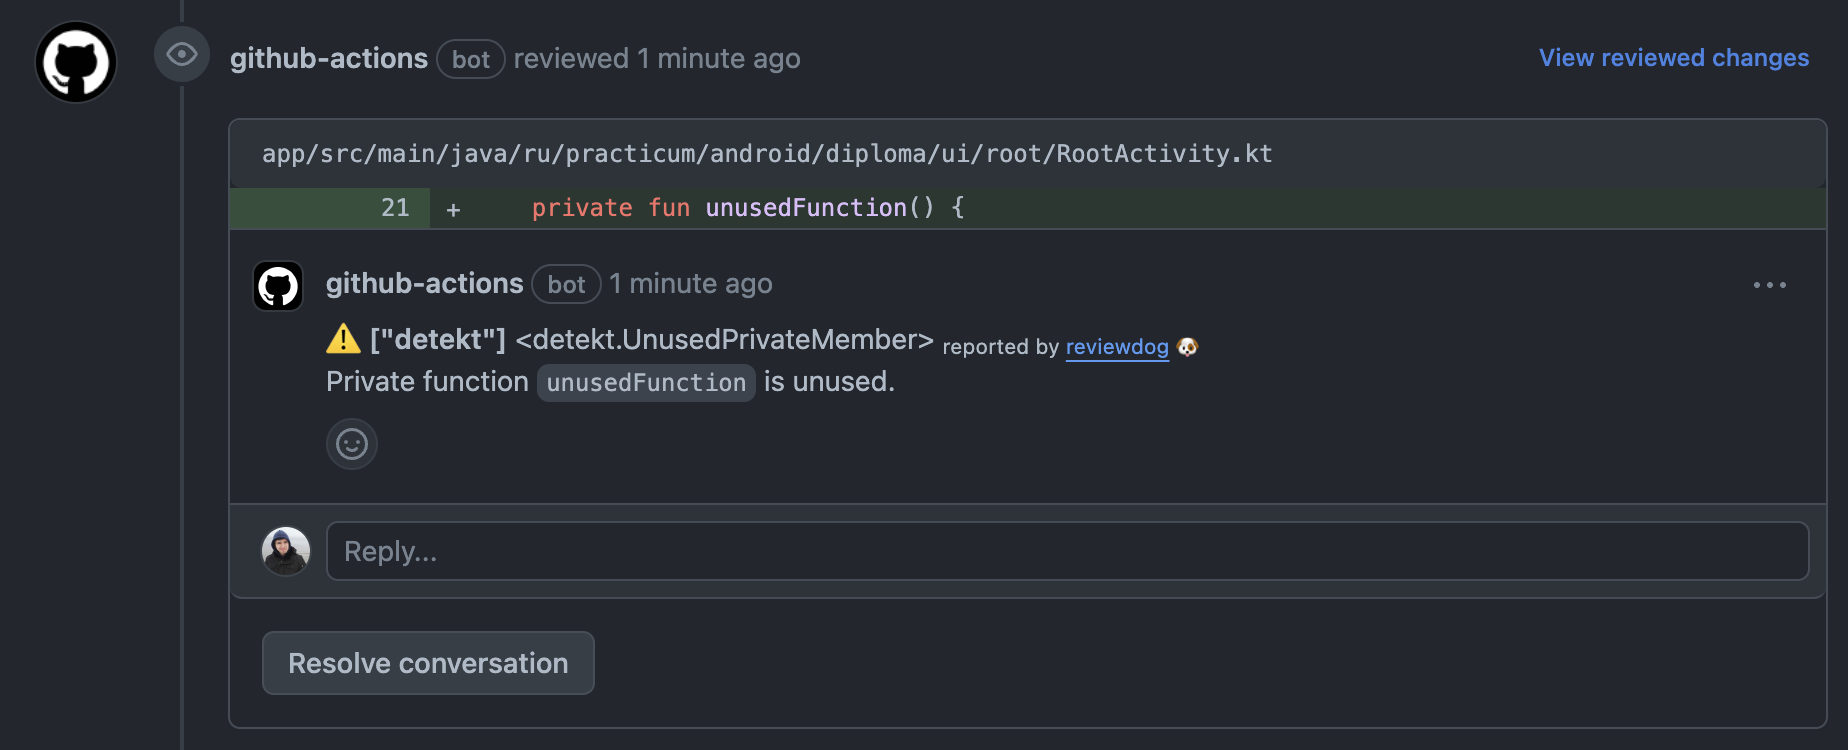 github-actions bot reviewed 1 minute ago
View reviewed changes
app/src/main/java/ru/practicum/android/diploma/ui/root/RootActivity.kt
21 + private fun unusedFunction() {
github-actions bot 1 minute ago
⚠️ ["detekt"] <detekt.UnusedPrivateMember> reported by reviewdog 🐶
Private function unusedFunction is unused.
Reply...
Resolve conversation